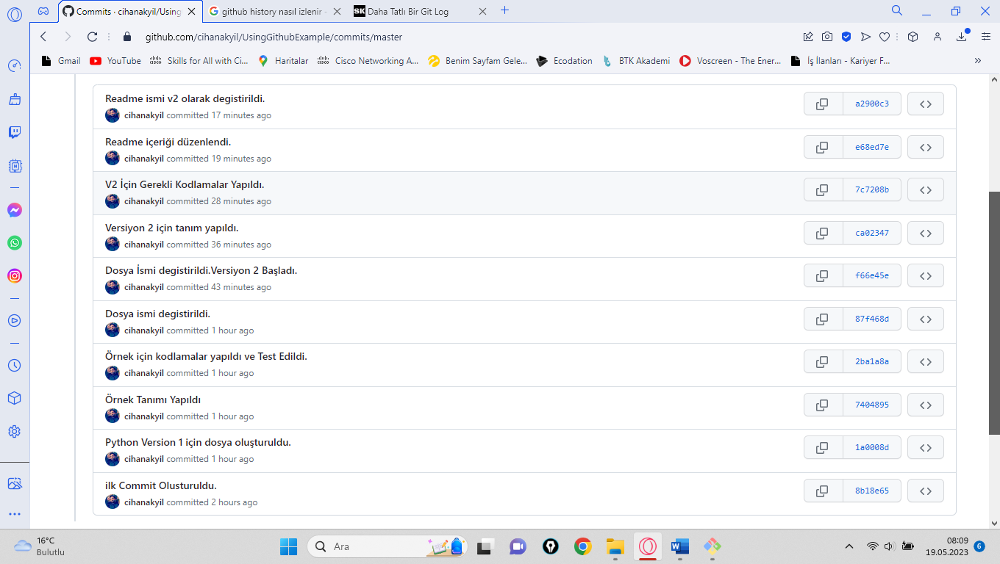 Commits · cihanakyil/Using
github history nasıl izlenir -
SK Daha Tatlı Bir Git Log
github.com/cihanakyil/UsingGithubExample/commits/master
Gmail
YouTube
Skills for All with Ci...
Haritalar
Cisco Networking A...
Benim Sayfam Gele...
Ecodation
BTK Akademi
Voscreen - The Ener...
İş İlanları - Kariyer F...
Readme ismi v2 olarak degistirildi.
cihanakyil committed 17 minutes ago
a2900c3
Readme içeriği düzenlendi.
cihanakyil committed 19 minutes ago
e68ed7e
V2 İçin Gerekli Kodlamalar Yapıldı.
cihanakyil committed 28 minutes ago
7c7208b
Versiyon 2 için tanım yapıldı.
cihanakyil committed 36 minutes ago
ca02347
Dosya İsmi degistirildi.Versiyon 2 Başladı.
cihanakyil committed 43 minutes ago
f66e45e
Dosya ismi degistirildi.
cihanakyil committed 1 hour ago
87f468d
Örnek için kodlamalar yapıldı ve Test Edildi.
cihanakyil committed 1 hour ago
2ba1a8a
Örnek Tanımı Yapıldı
cihanakyil committed 1 hour ago
7404895
Python Version 1 için dosya oluşturuldu.
cihanakyil committed 1 hour ago
1a0008d
ilk Commit Olusturuldu.
cihanakyil committed 2 hours ago
8b18e65
16°C
Bulutlu
Ara
08:09
19.05.2023
6